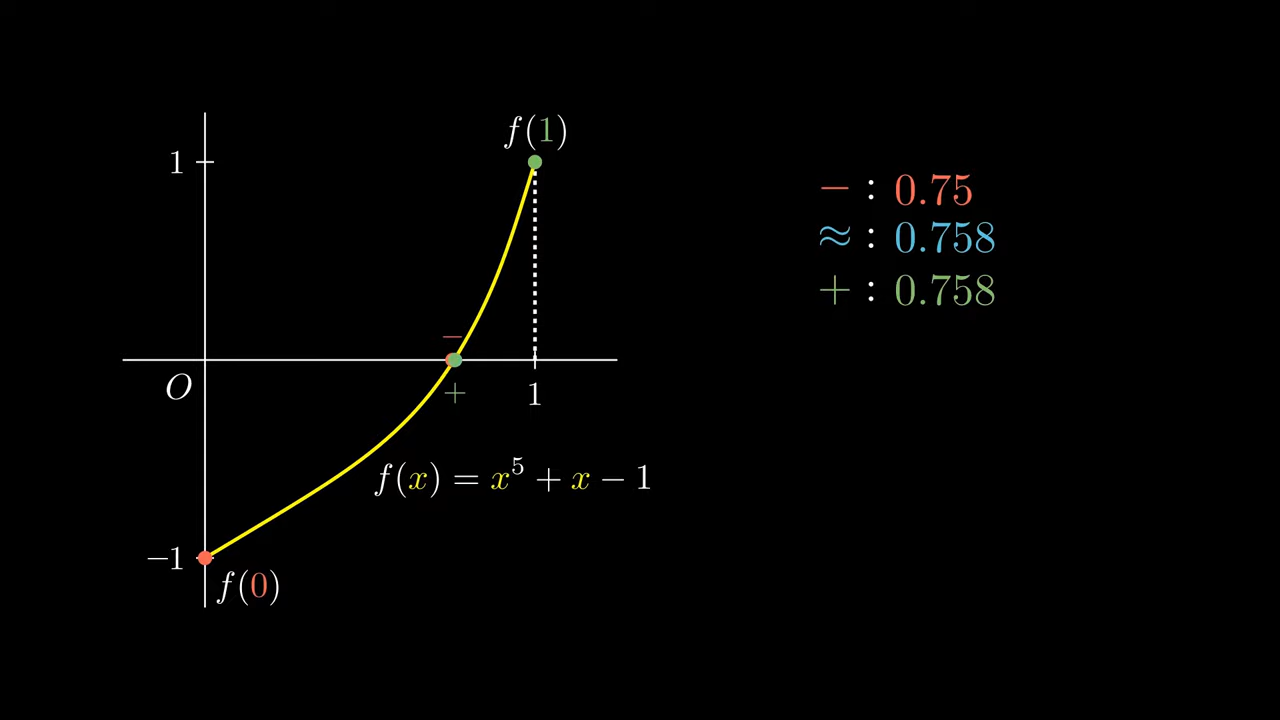 f(1)
1
− : 0.75
≈ : 0.758
+ : 0.758
−
O
+
1
f(x) = x⁵ + x − 1
−1
f(0)